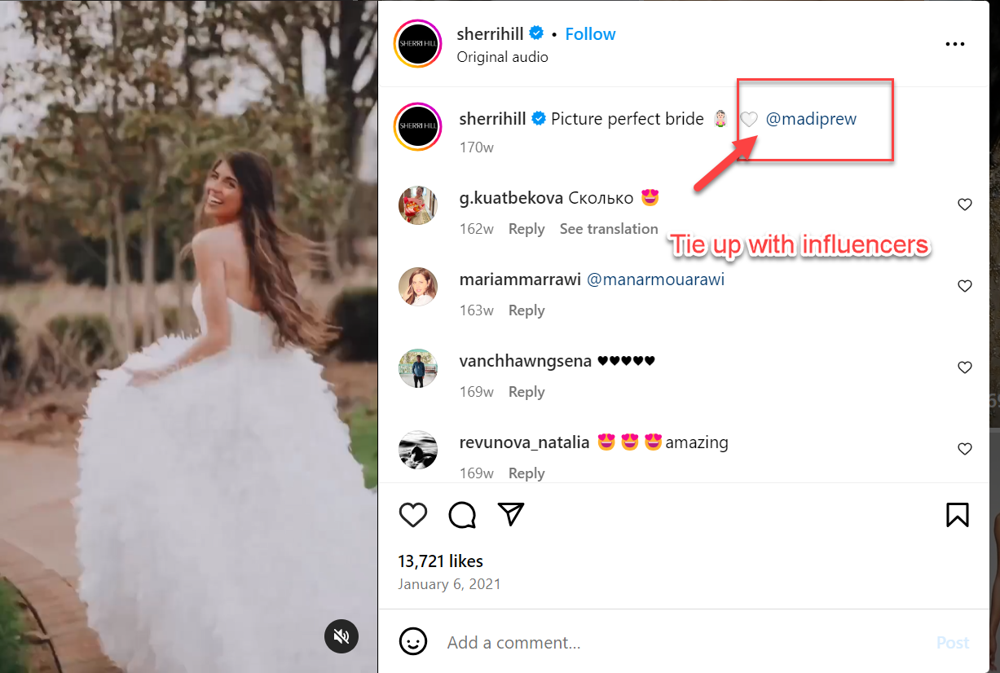 SHERRI HILL
sherrihill • Follow
Original audio
SHERRI HILL
sherrihill Picture perfect bride 👰🏻 🤍 @madiprew
170w
g.kuatbekova Сколько 😍
162w Reply See translation
Tie up with influencers
mariammarrawi @manarmouarawi
163w Reply
vanchhawngsena ♥♥♥♥♥
169w Reply
revunova_natalia 😍 😍 😍 amazing
169w Reply
13,721 likes
January 6, 2021
Add a comment...
Post